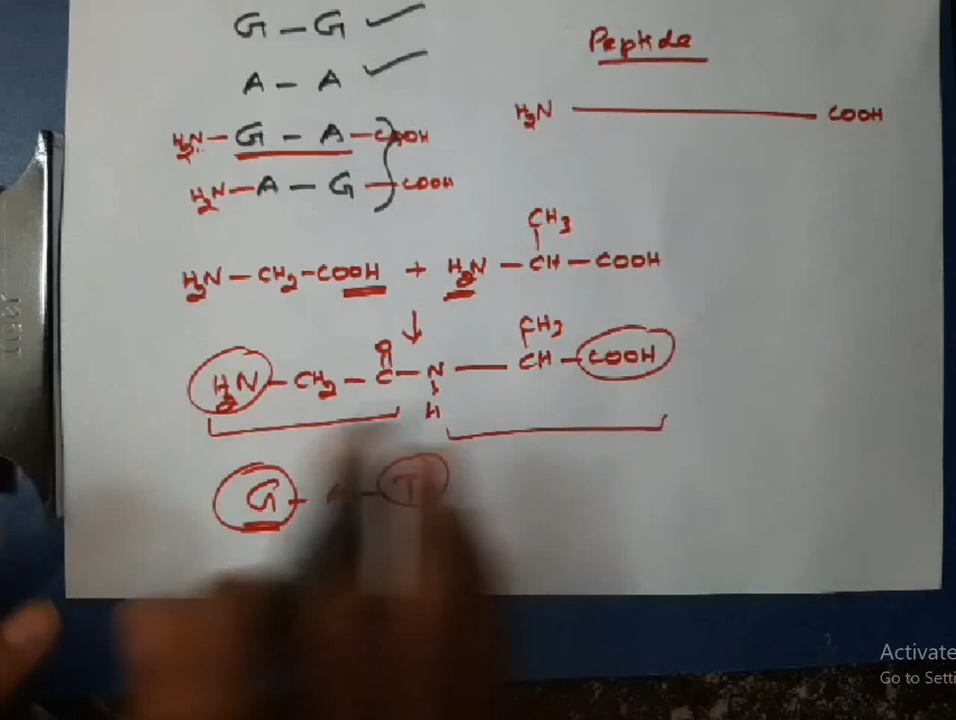 G – G ✓
A – A ✓
Peptide
H₂N — COOH
H₂N – G – A – COOH
H₂N – A – G – COOH
CH₃
H₂N – CH₂ – COOH + H₂N – CH – COOH
↓
O CH₃
H₂N – CH₂ – C – N — CH – COOH
H
G – – T
Activate
Go to Setti